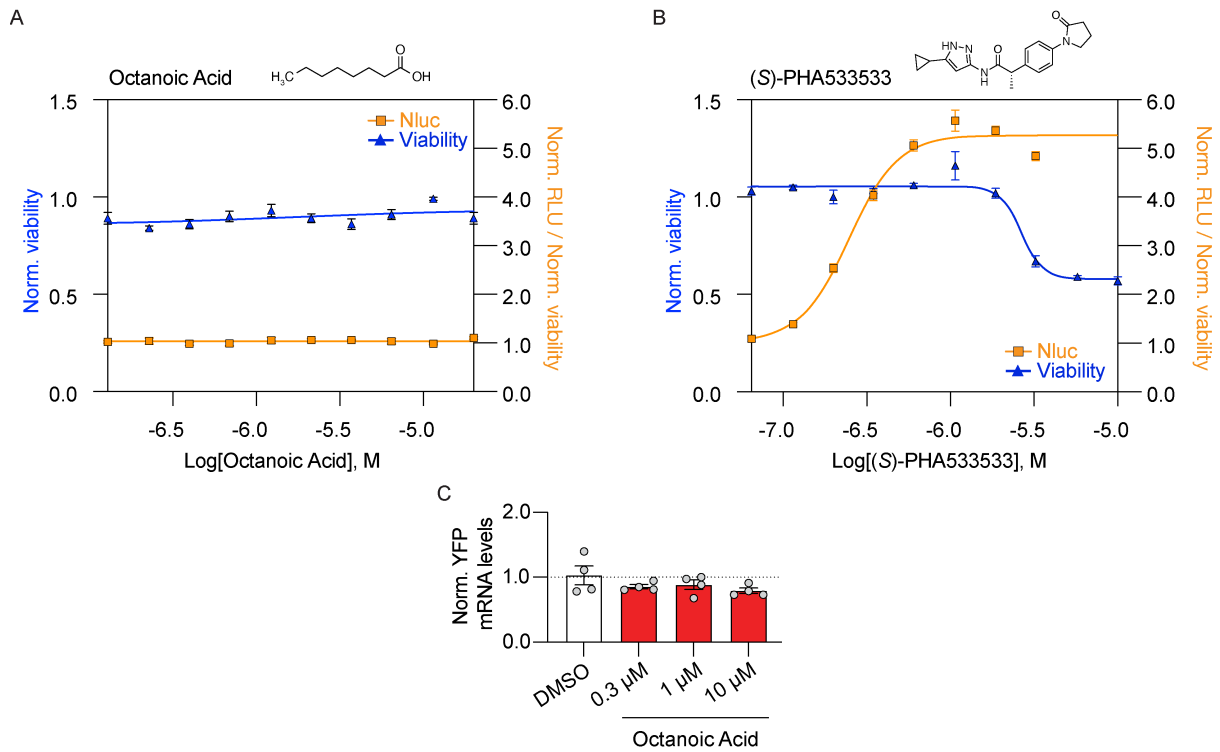 A
Octanoic Acid
H3C
O
OH
1.5
1.0
0.5
0.0
Norm. viability
Nluc
Viability
6.0
5.0
4.0
3.0
2.0
1.0
0.0
Norm. RLU / Norm. viability
-6.5 -6.0 -5.5 -5.0
Log[Octanoic Acid], M
B
(S)-PHA533533
HN N
NH
O
N
O
1.5
1.0
0.5
0.0
Norm. viability
Nluc
Viability
6.0
5.0
4.0
3.0
2.0
1.0
0.0
Norm. RLU / Norm. viability
-7.0 -6.5 -6.0 -5.5 -5.0
Log[(S)-PHA533533], M
C
Norm. YFP
mRNA levels
2.0
1.0
0.0
DMSO
0.3 µM
1 µM
10 µM
Octanoic Acid